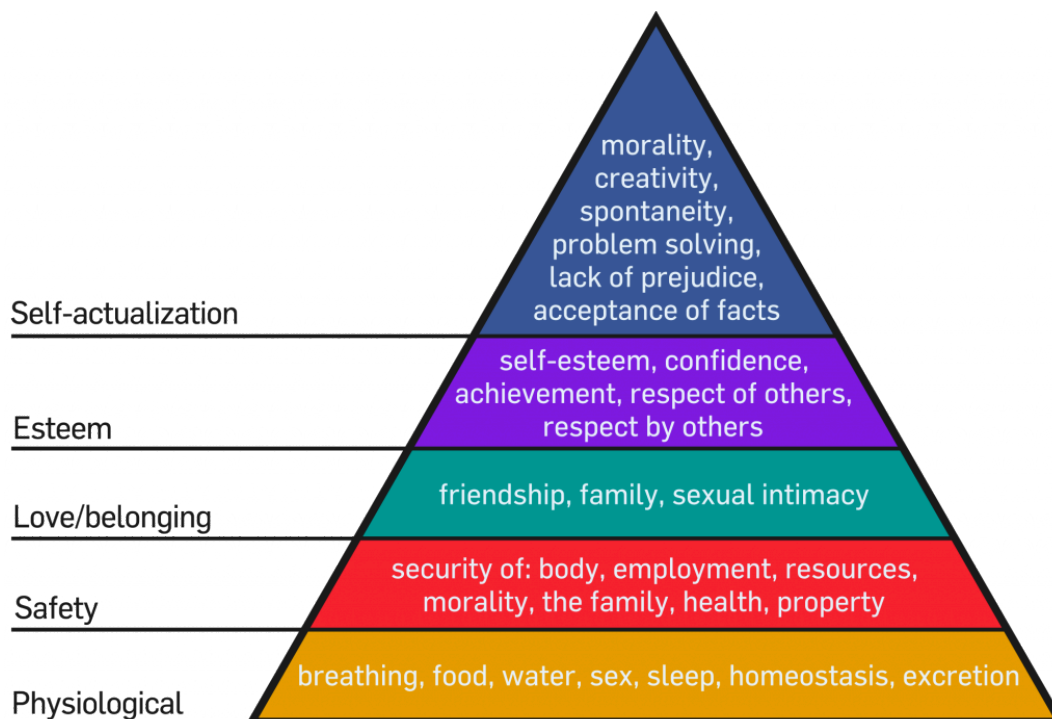 morality,
creativity,
spontaneity,
problem solving,
lack of prejudice,
acceptance of facts
Self-actualization
self-esteem, confidence,
achievement, respect of others,
respect by others
Esteem
friendship, family, sexual intimacy
Love/belonging
security of: body, employment, resources,
morality, the family, health, property
Safety
breathing, food, water, sex, sleep, homeostasis, excretion
Physiological